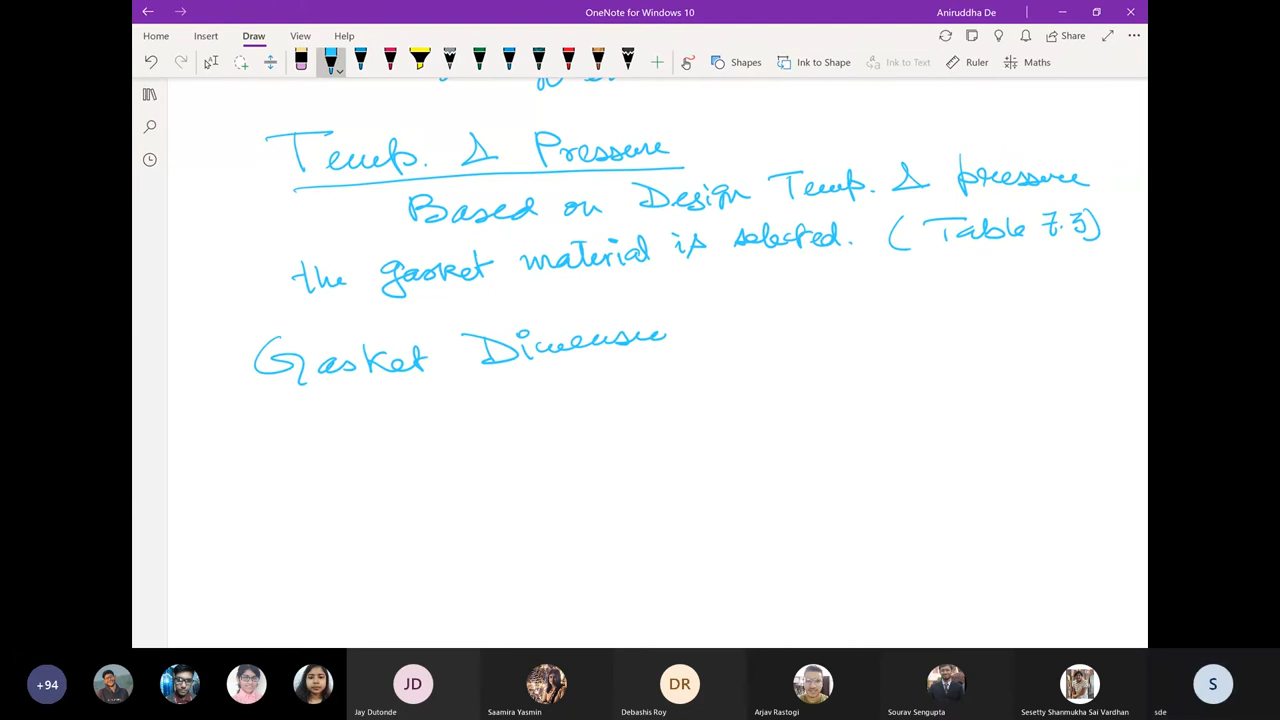 OneNote for Windows 10
Aniruddha De
Home Insert Draw View Help
Share
Shapes Ink to Shape Ink to Text Ruler Maths
Temp. & Pressure
Based on Design Temp. & pressure
the gasket material is selected. (Table 7.3)
Gasket Dimensio
+94
JD
DR
S
Jay Dutonde
Saamira Yasmin
Debashis Roy
Arjav Rastogi
Sourav Sengupta
Sesetty Shanmukha Sai Vardhan
sde